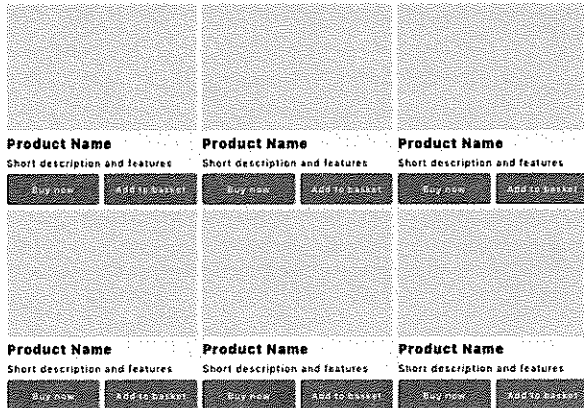 Product Name Product Name Product Name
Short description and features Short description and features Short description and features
Buy now Add to basket Buy now Add to basket Buy now Add to basket
Product Name Product Name Product Name
Short description and features Short description and features Short description and features
Buy now Add to basket Buy now Add to basket Buy now Add to basket